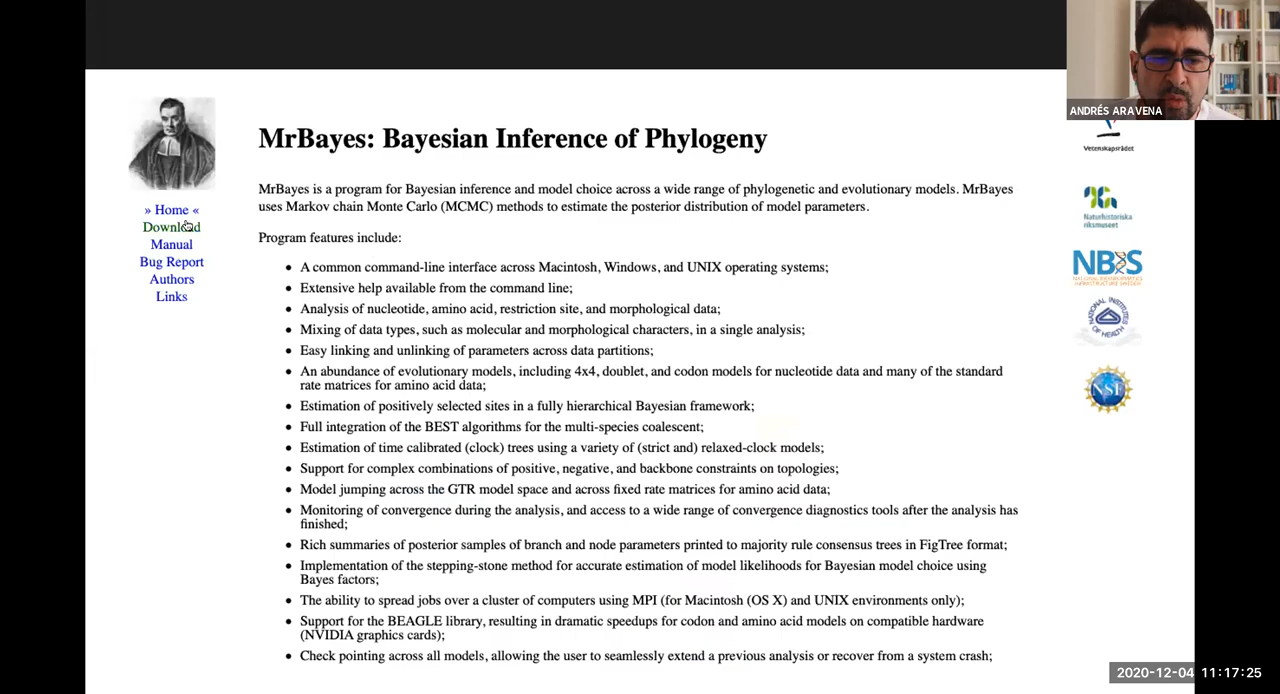 ANDRÉS ARAVENA
MrBayes: Bayesian Inference of Phylogeny
» Home «
Download
Manual
Bug Report
Authors
Links
MrBayes is a program for Bayesian inference and model choice across a wide range of phylogenetic and evolutionary models. MrBayes
uses Markov chain Monte Carlo (MCMC) methods to estimate the posterior distribution of model parameters.
Program features include:
• A common command-line interface across Macintosh, Windows, and UNIX operating systems;
• Extensive help available from the command line;
• Analysis of nucleotide, amino acid, restriction site, and morphological data;
• Mixing of data types, such as molecular and morphological characters, in a single analysis;
• Easy linking and unlinking of parameters across data partitions;
• An abundance of evolutionary models, including 4x4, doublet, and codon models for nucleotide data and many of the standard
rate matrices for amino acid data;
• Estimation of positively selected sites in a fully hierarchical Bayesian framework;
• Full integration of the BEST algorithms for the multi-species coalescent;
• Estimation of time calibrated (clock) trees using a variety of (strict and) relaxed-clock models;
• Support for complex combinations of positive, negative, and backbone constraints on topologies;
• Model jumping across the GTR model space and across fixed rate matrices for amino acid data;
• Monitoring of convergence during the analysis, and access to a wide range of convergence diagnostics tools after the analysis has
finished;
• Rich summaries of posterior samples of branch and node parameters printed to majority rule consensus trees in FigTree format;
• Implementation of the stepping-stone method for accurate estimation of model likelihoods for Bayesian model choice using
Bayes factors;
• The ability to spread jobs over a cluster of computers using MPI (for Macintosh (OS X) and UNIX environments only);
• Support for the BEAGLE library, resulting in dramatic speedups for codon and amino acid models on compatible hardware
(NVIDIA graphics cards);
• Check pointing across all models, allowing the user to seamlessly extend a previous analysis or recover from a system crash;
Vetenskapsrådet
Naturhistoriska
riksmuseet
NBIS
NSF
2020-12-04 11:17:25